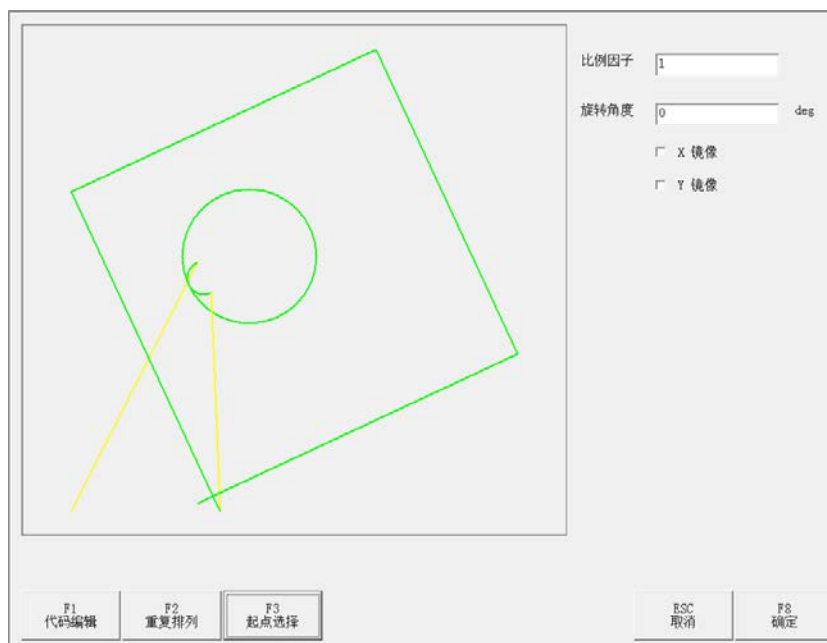 比例因子 1
旋转角度 0 deg
X 镜像
Y 镜像
F1 F2 F3 ESC F8
代码编辑 重复排列 起点选择 取消 确定